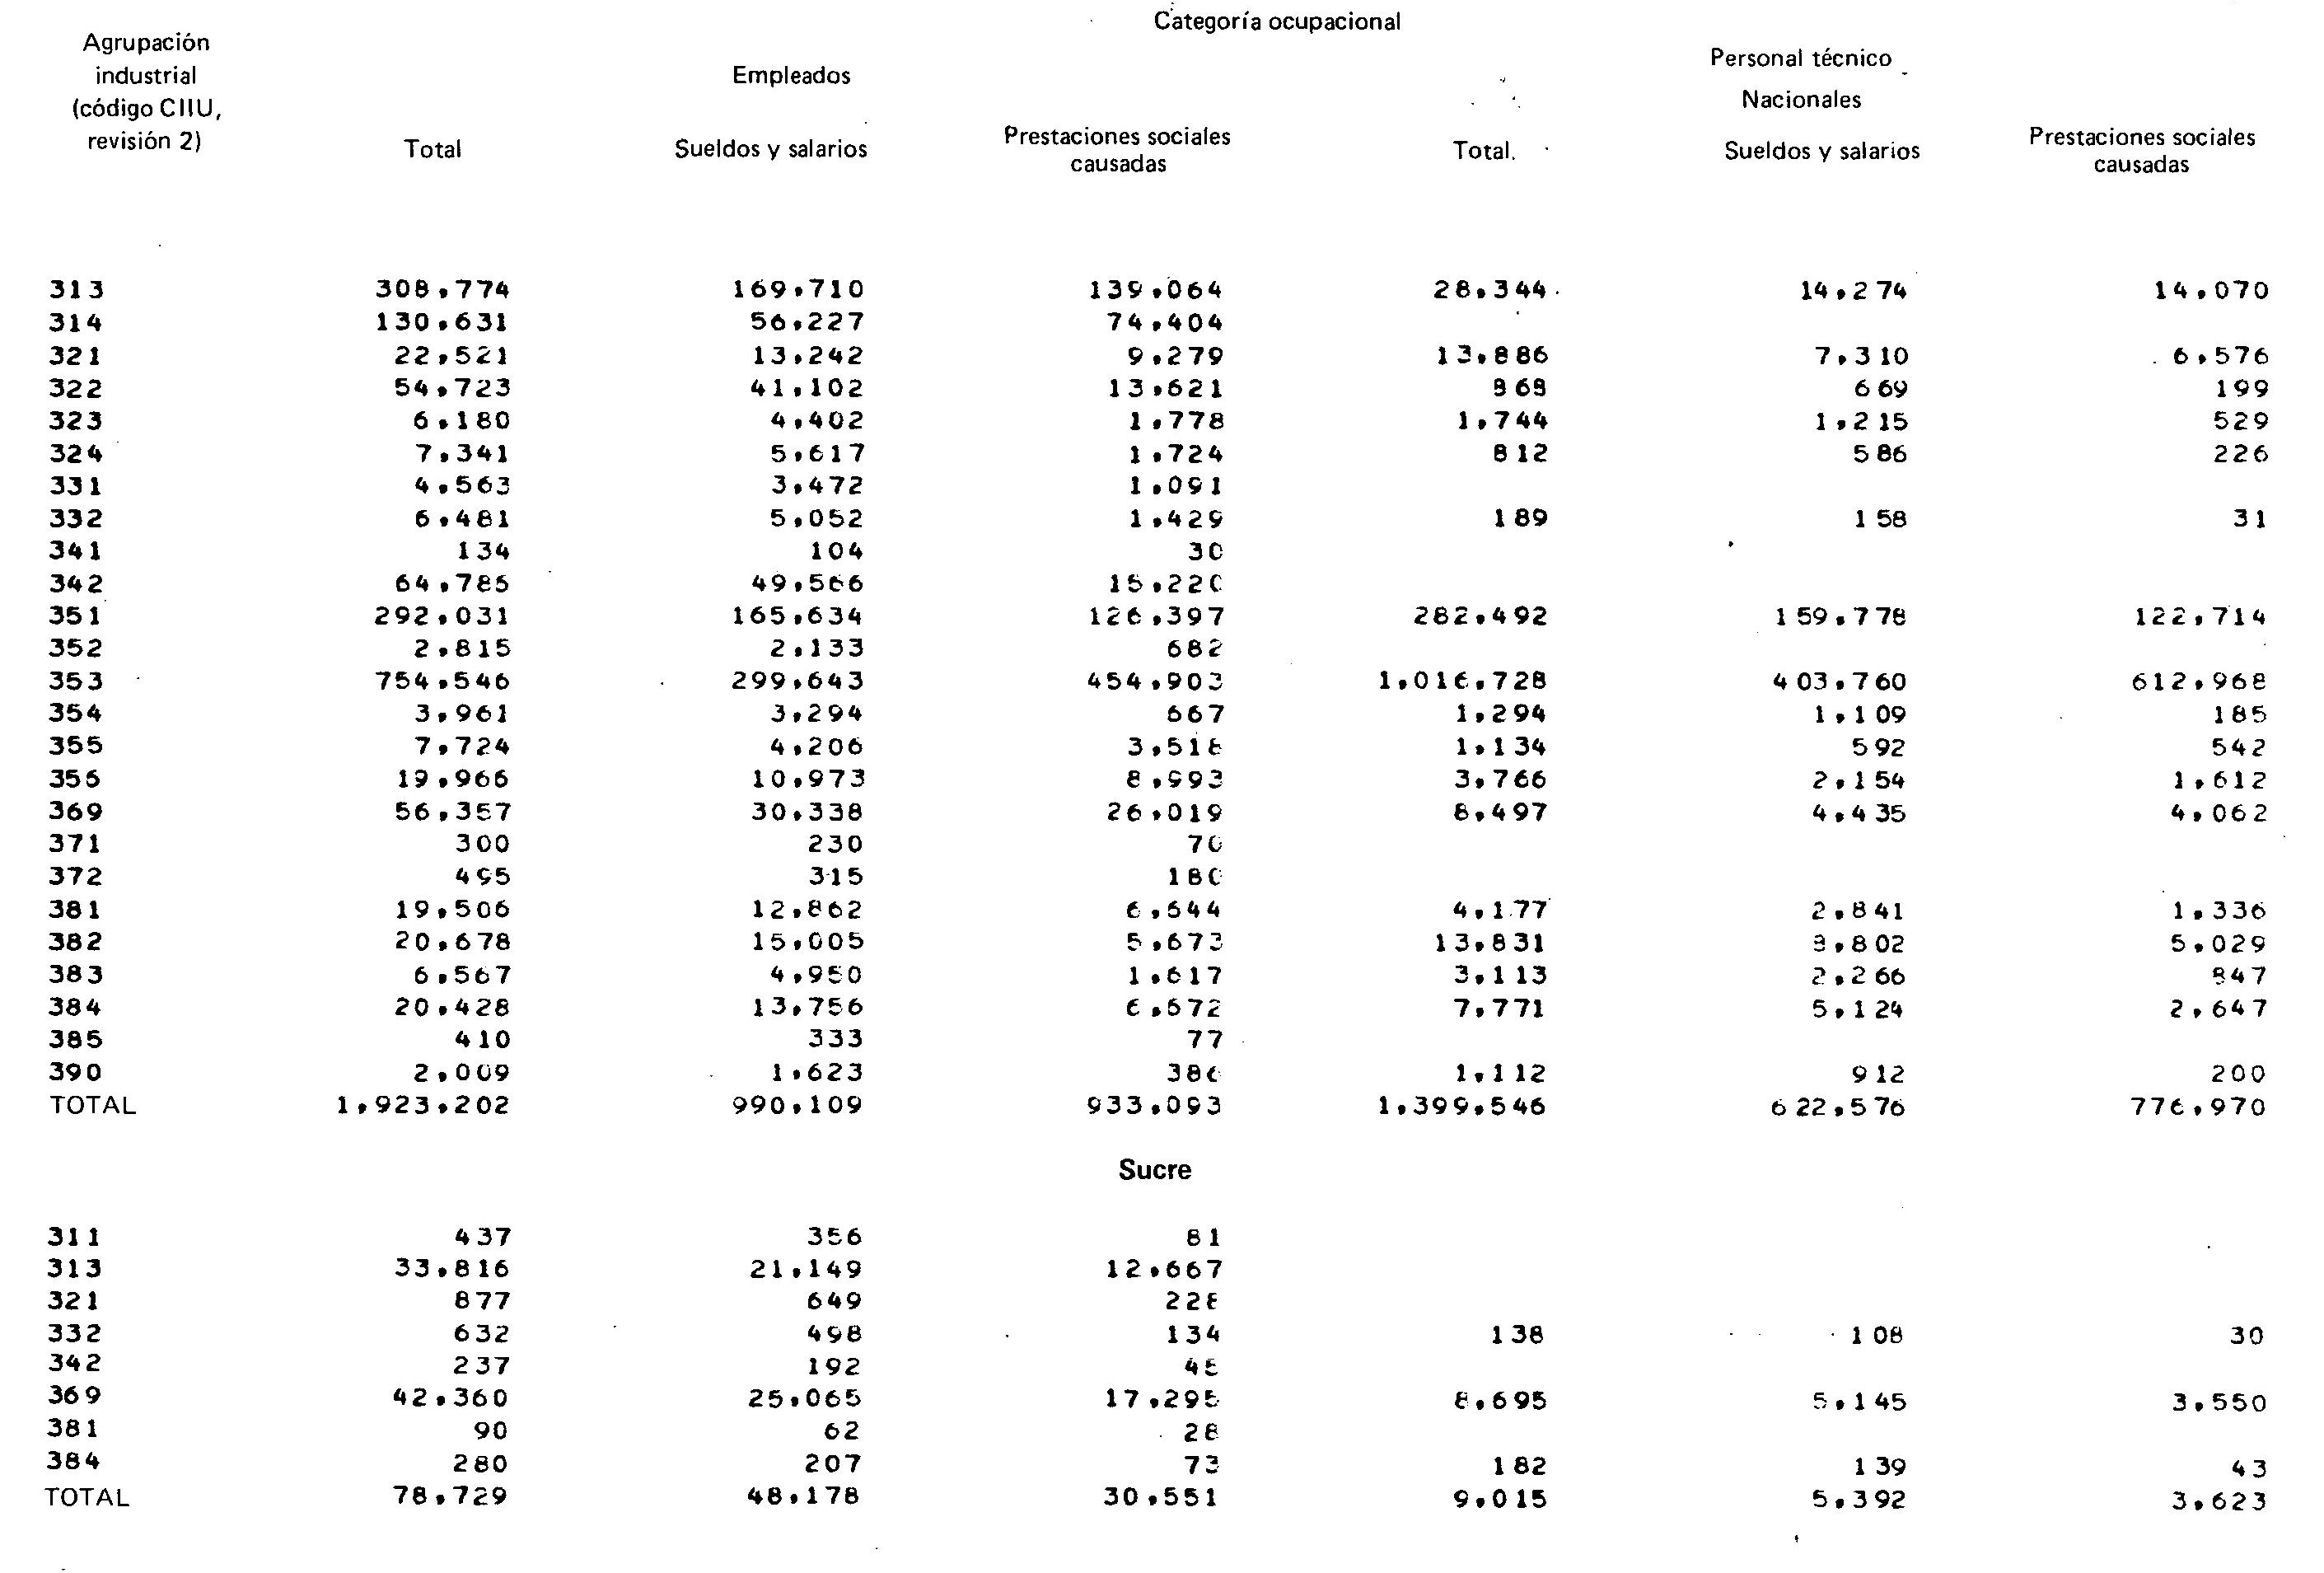 Categoría ocupacional
Agrupación
industrial
(código CIIU,
revisión 2)
Empleados
Personal técnico
Nacionales
Total Sueldos y salarios Prestaciones sociales causadas Total. Sueldos y salarios Prestaciones sociales causadas
313 308,774 169,710 139,064 28,344 14,274 14,070
314 130,631 56,227 74,404
321 22,521 13,242 9,279 13,886 7,310 6,576
322 54,723 41,102 13,621 868 669 199
323 6,180 4,402 1,778 1,744 1,215 529
324 7,341 5,617 1,724 812 586 226
331 4,563 3,472 1,091
332 6,481 5,052 1,429 189 158 31
341 134 104 30
342 64,786 49,566 15,220
351 292,031 165,634 126,397 282,492 159,778 122,714
352 2,815 2,133 682
353 754,546 299,643 454,903 1,016,728 403,760 612,968
354 3,961 3,294 667 1,294 1,109 185
355 7,724 4,206 3,518 1,134 592 542
356 19,966 10,973 8,993 3,766 2,154 1,612
369 56,357 30,338 26,019 8,497 4,435 4,062
371 300 230 70
372 495 315 180
381 19,506 12,862 6,644 4,177 2,841 1,336
382 20,678 15,005 5,673 13,831 8,802 5,029
383 6,567 4,950 1,617 3,113 2,266 847
384 20,428 13,756 6,672 7,771 5,124 2,647
385 410 333 77
390 2,009 1,623 386 1,112 912 200
TOTAL 1,923,202 990,109 933,093 1,399,546 622,576 776,970
Sucre
311 437 356 81
313 33,816 21,149 12,667
321 877 649 228
332 632 498 134 138 108 30
342 237 192 45
369 42,360 25,065 17,295 8,695 5,145 3,550
381 90 62 28
384 280 207 73 182 139 43
TOTAL 78,729 48,178 30,551 9,015 5,392 3,623